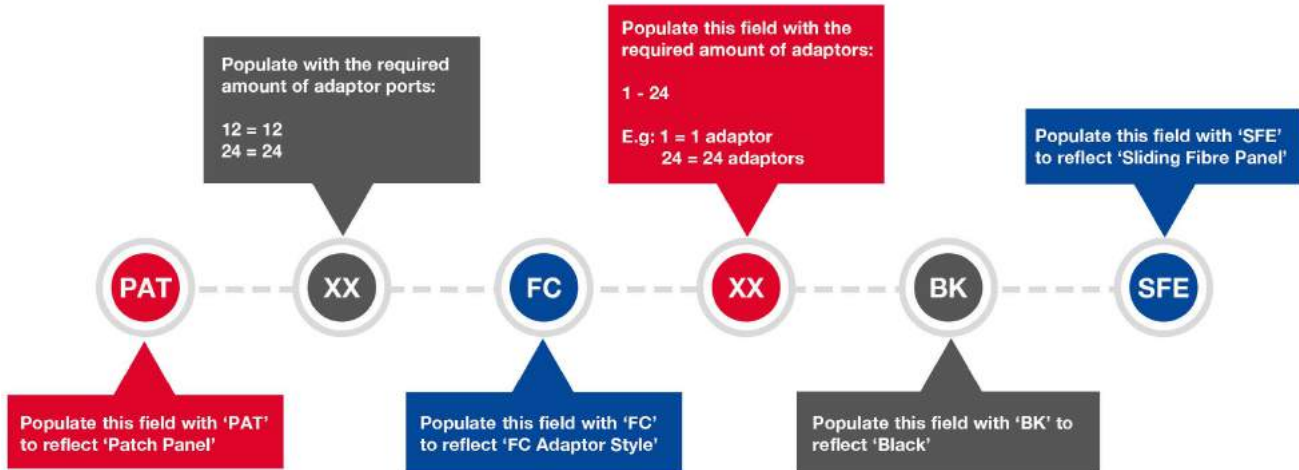 Populate with the required
amount of adaptor ports:
12 = 12
24 = 24
Populate this field with the
required amount of adaptors:
1 - 24
E.g: 1 = 1 adaptor
24 = 24 adaptors
Populate this field with ‘SFE’
to reflect ‘Sliding Fibre Panel’
PAT
XX
FC
XX
BK
SFE
Populate this field with ‘PAT’
to reflect ‘Patch Panel’
Populate this field with ‘FC’
to reflect ‘FC Adaptor Style’
Populate this field with ‘BK’ to
reflect ‘Black’